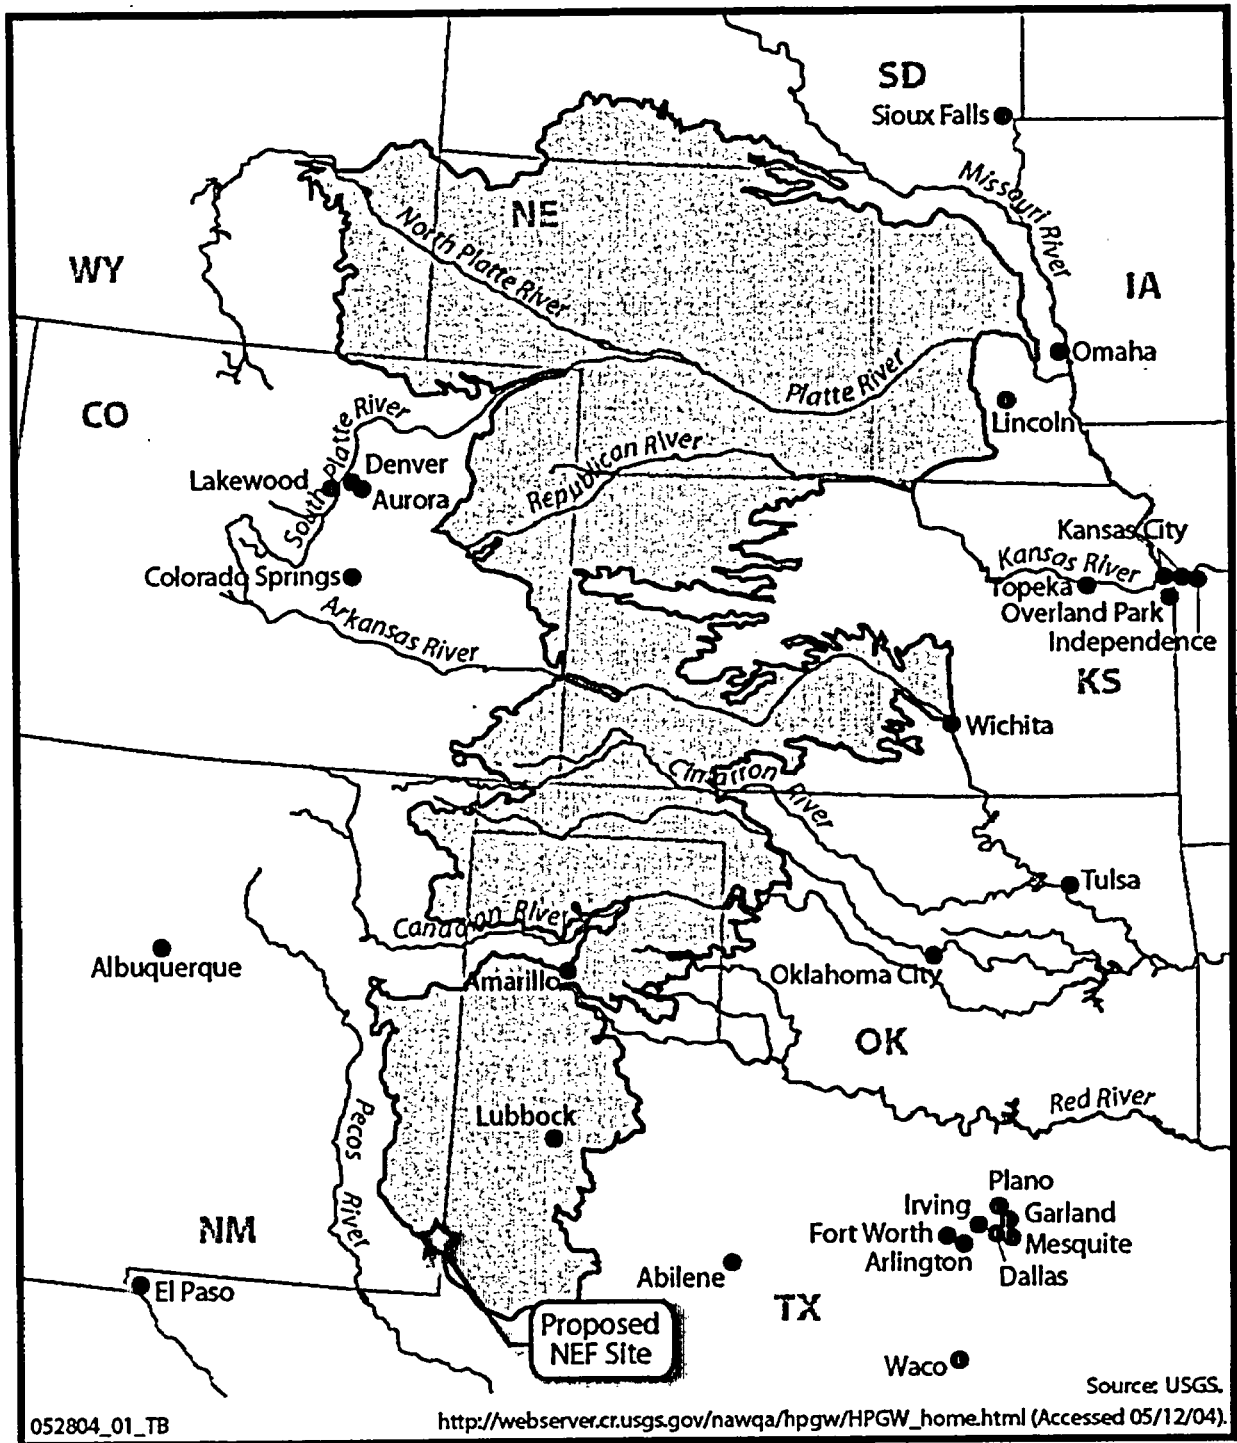 SD
Sioux Falls
Missouri River
NE
North Platte River
WY
IA
Omaha
Platte River
CO
Lincoln
South Platte River
Republican River
Denver
Lakewood
Aurora
Kansas City
Kansas River
Colorado Springs
Topeka
Overland Park
Independence
Arkansas River
KS
Wichita
Cimarron River
Tulsa
Canadian River
Albuquerque
Amarillo
Oklahoma City
OK
Red River
Pecos River
Lubbock
Plano
Irving
Garland
NM
Fort Worth
Mesquite
Arlington
Dallas
Abilene
El Paso
TX
Proposed
NEF Site
Waco
Source: USGS.
052804_01_TB
http://webserver.cr.usgs.gov/nawqa/hpgw/HPGW_home.html (Accessed 05/12/04).